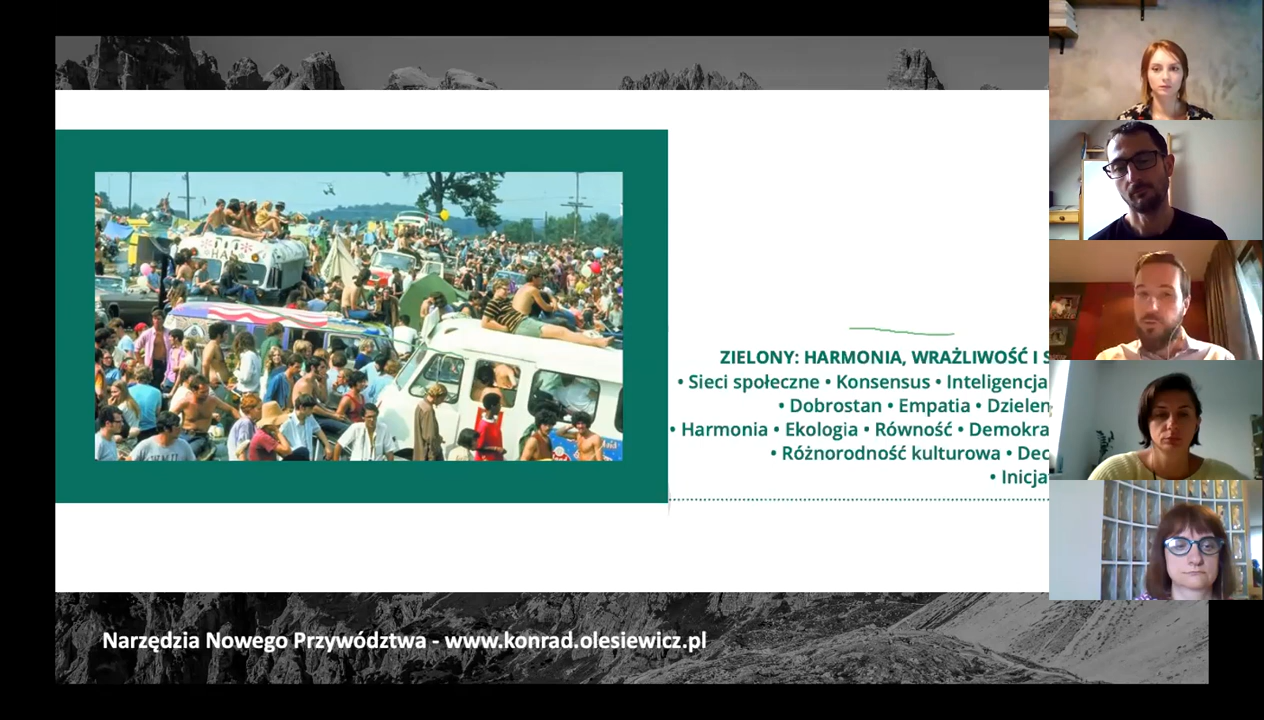 ZIELONY: HARMONIA, WRAŻLIWOŚĆ I S
• Sieci społeczne • Konsensus • Inteligencja
• Dobrostan • Empatia • Dzielen
• Harmonia • Ekologia • Równość • Demokra
• Różnorodność kulturowa • Dec
• Inicja
Narzędzia Nowego Przywództwa - www.konrad.olesiewicz.pl